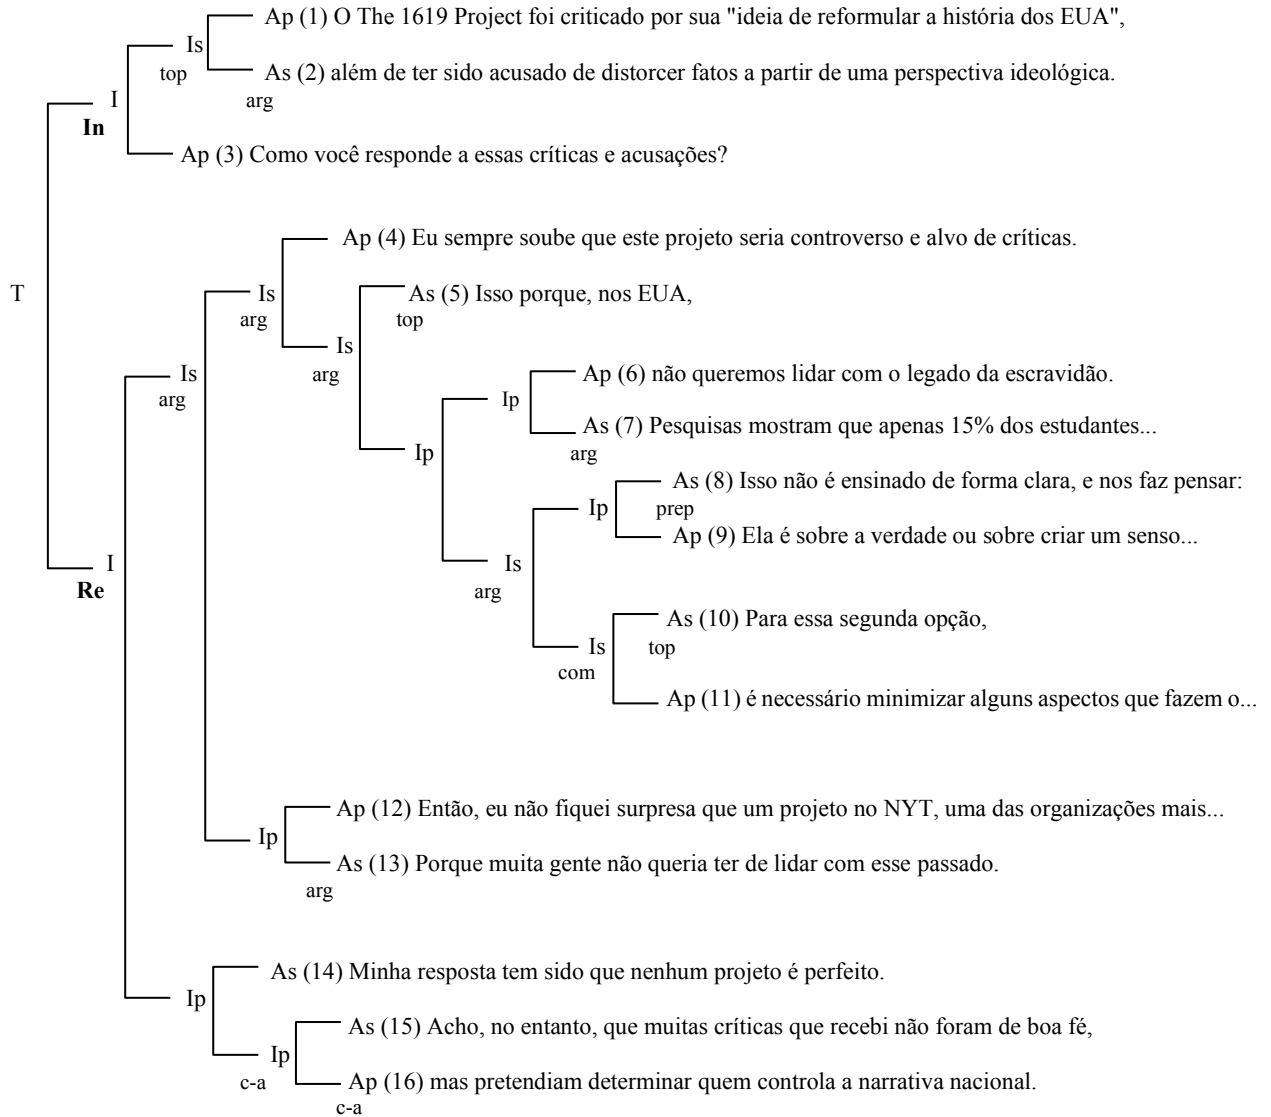 Ap (1) O The 1619 Project foi criticado por sua "ideia de reformular a história dos EUA",
Is
top
As (2) além de ter sido acusado de distorcer fatos a partir de uma perspectiva ideológica.
arg
I
In
Ap (3) Como você responde a essas críticas e acusações?
Ap (4) Eu sempre soube que este projeto seria controverso e alvo de críticas.
T
Is
arg
As (5) Isso porque, nos EUA,
top
Is
arg
Is
arg
Ap (6) não queremos lidar com o legado da escravidão.
Ip
As (7) Pesquisas mostram que apenas 15% dos estudantes...
arg
Ip
As (8) Isso não é ensinado de forma clara, e nos faz pensar:
prep
Ip
Ap (9) Ela é sobre a verdade ou sobre criar um senso...
I
Re
Is
arg
As (10) Para essa segunda opção,
top
Is
com
Ap (11) é necessário minimizar alguns aspectos que fazem o...
Ap (12) Então, eu não fiquei surpresa que um projeto no NYT, uma das organizações mais...
Ip
As (13) Porque muita gente não queria ter de lidar com esse passado.
arg
As (14) Minha resposta tem sido que nenhum projeto é perfeito.
Ip
As (15) Acho, no entanto, que muitas críticas que recebi não foram de boa fé,
Ip
c-a
Ap (16) mas pretendiam determinar quem controla a narrativa nacional.
c-a